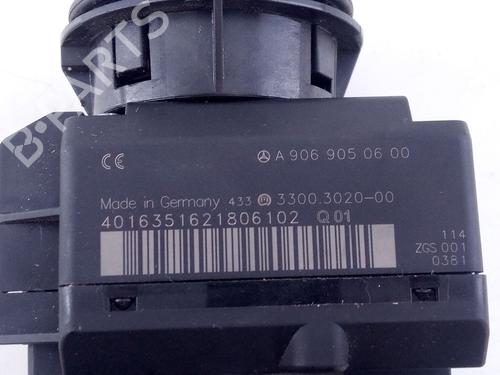 B-PARTS
CE A 906 905 06 00
Made in Germany 433 3300.3020-00
4016351621806102 Q01
114
ZGS 001
0381